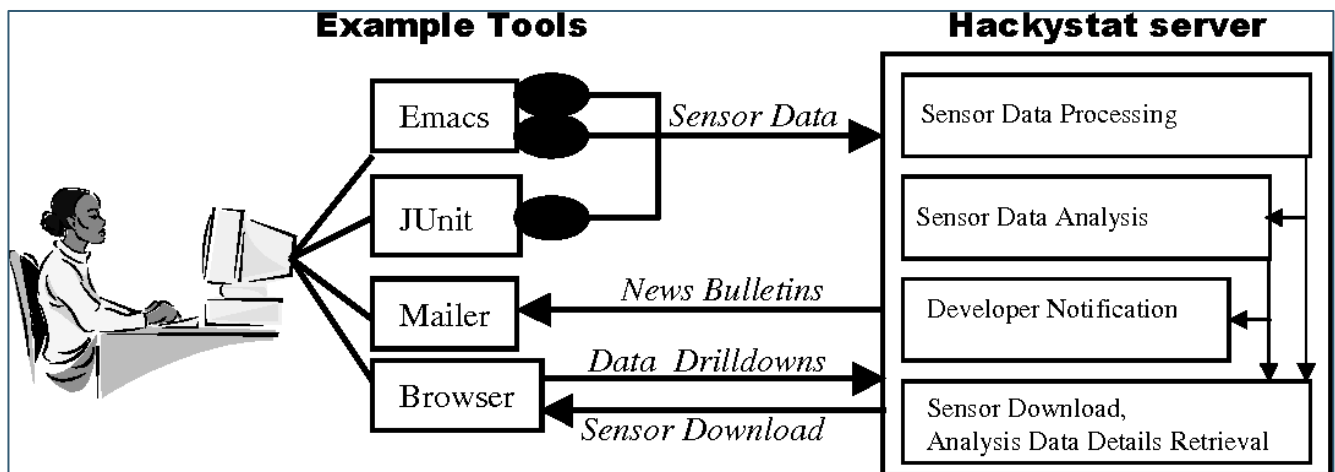 Example Tools
Hackystat server
Emacs
JUnit
Mailer
Browser
Sensor Data
News Bulletins
Data Drilldowns
Sensor Download
Sensor Data Processing
Sensor Data Analysis
Developer Notification
Sensor Download,
Analysis Data Details Retrieval